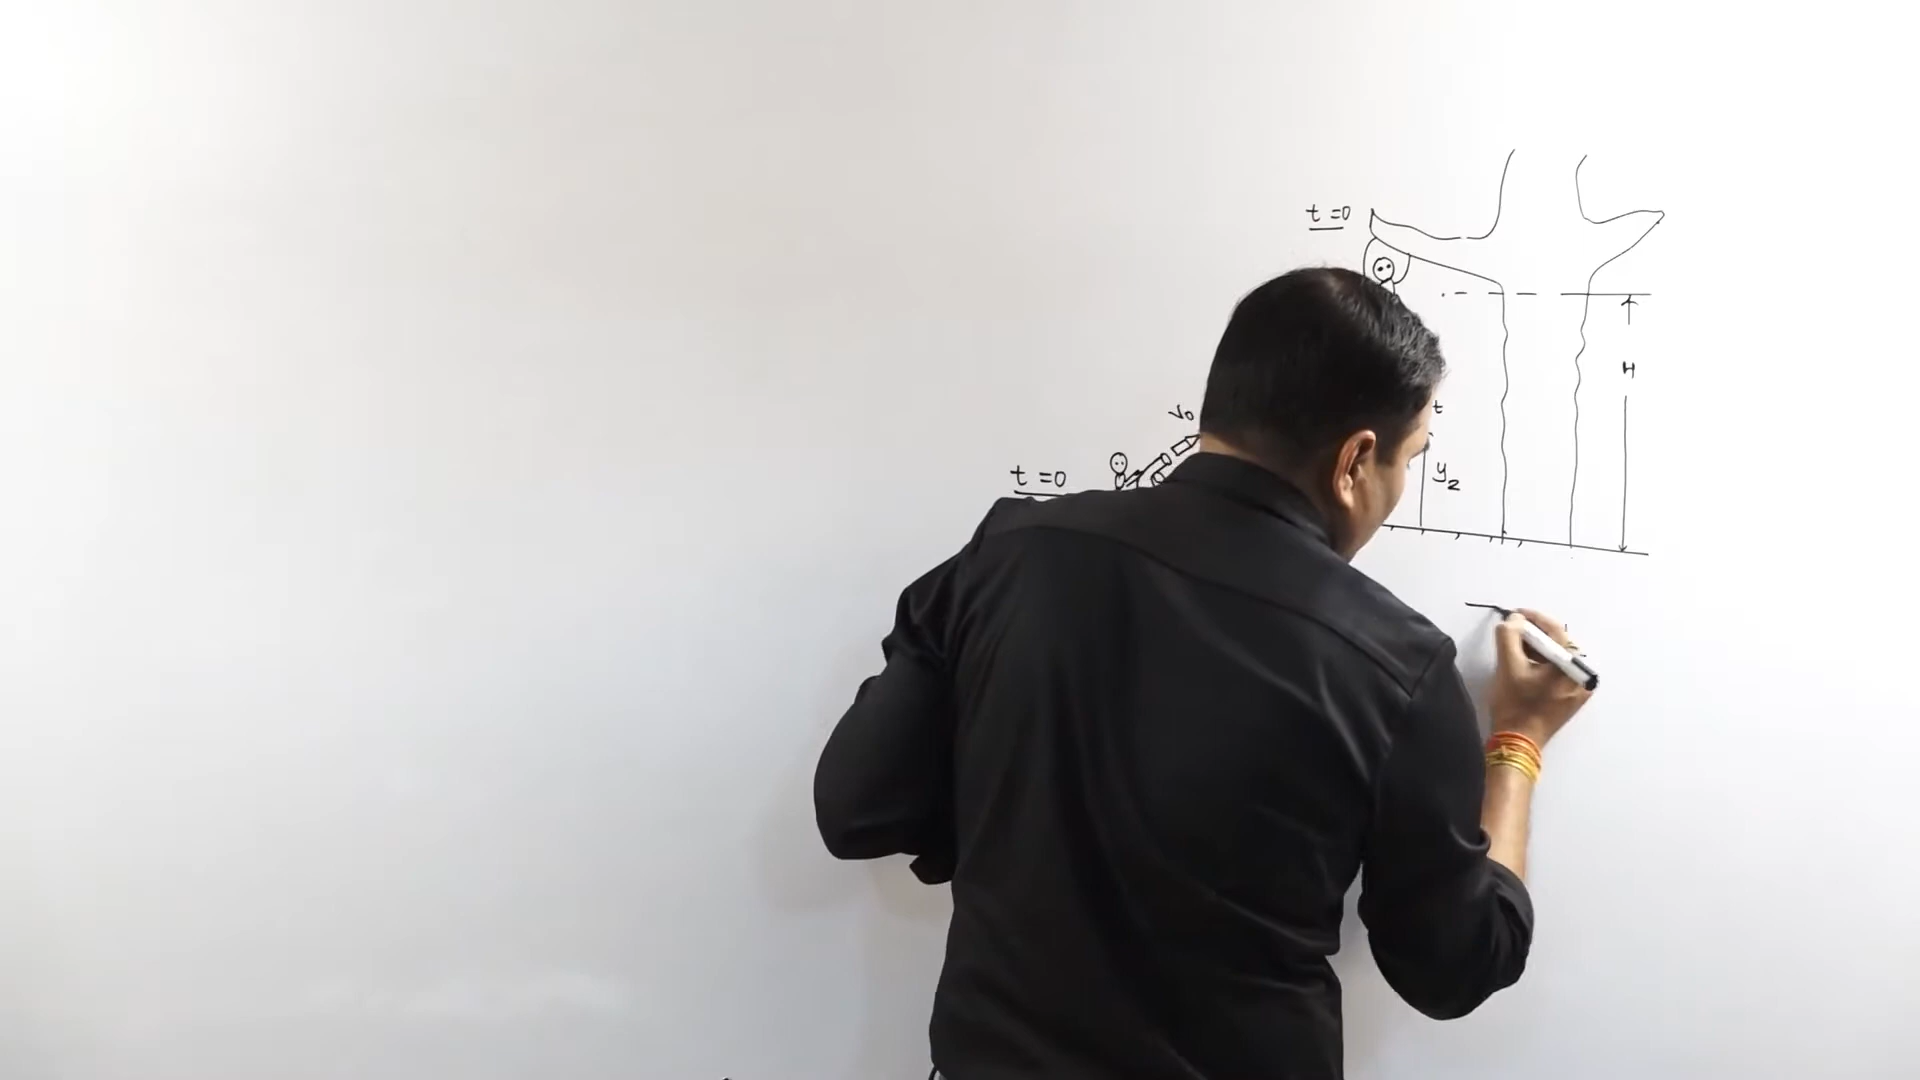 t = 0
H
t
v₀
y₂
t = 0